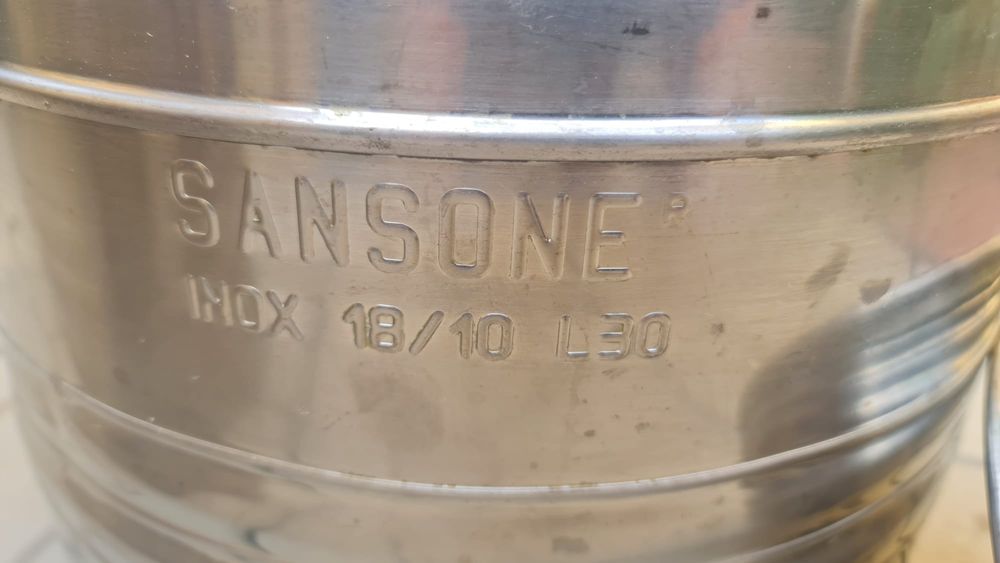 SANSONE R
INOX 18/10 L30